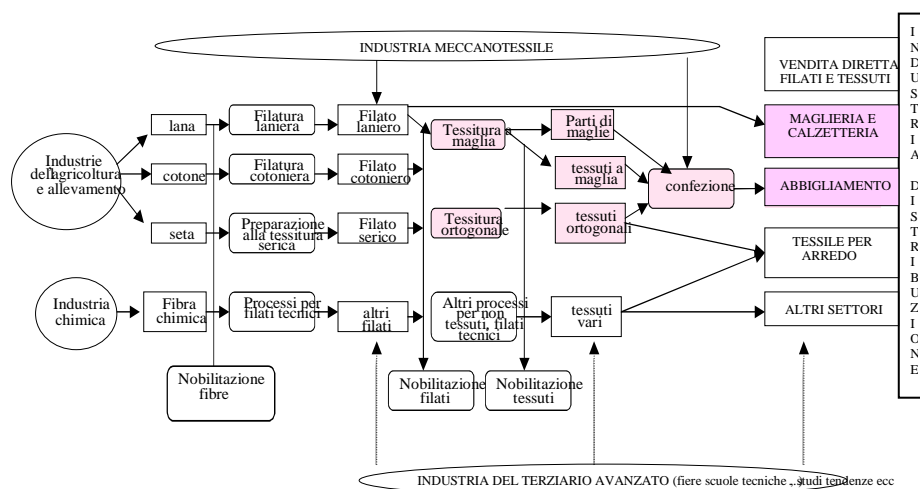 INDUSTRIA MECCANOTESSILE
VENDITA DIRETTA
FILATI E TESSUTI
lana
Filatura
laniera
Filato
laniero
Tessitura a
maglia
Parti di
maglie
MAGLIERIA E
CALZETTERIA
Industrie
dell'agricoltura
e allevamento
cotone
Filatura
cotoniera
Filato
cotoniero
tessuti a
maglia
confezione
ABBIGLIAMENTO
seta
Preparazione
alla tessitura
serica
Filato
serico
Tessitura
ortogonale
tessuti
ortogonali
TESSILE PER
ARREDO
Industria
chimica
Fibra
chimica
Processi per
filati tecnici
altri
filati
Altri processi
per non
tessuti, filati
tecnici
tessuti
vari
ALTRI SETTORI
Nobilitazione
fibre
Nobilitazione
filati
Nobilitazione
tessuti
INDUSTRIA DEL TERZIARIO AVANZATO (fiere scuole tecniche ,..studi tendenze ecc
I
N
D
U
S
T
R
I
A
D
I
S
T
R
I
B
U
Z
I
O
N
E